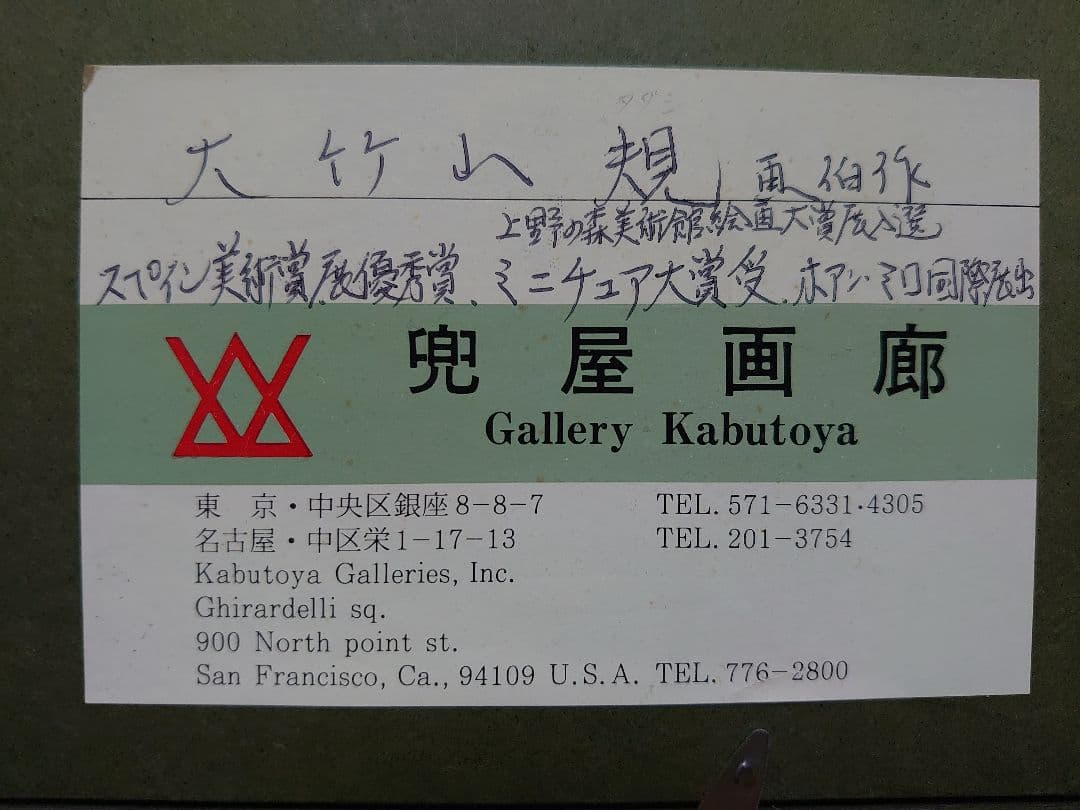 タダシ
大竹山規画伯作
上野の森美術館絵画大賞展入選
スペイン美術賞展優秀賞、ミニチュア大賞受、ホアン・ミロ国際展出
兜屋画廊
Gallery Kabutoya
東 京・中央区銀座8-8-7 TEL. 571-6331・4305
名古屋・中区栄1-17-13 TEL. 201-3754
Kabutoya Galleries, Inc.
Ghirardelli sq.
900 North point st.
San Francisco, Ca., 94109 U.S.A. TEL. 776-2800